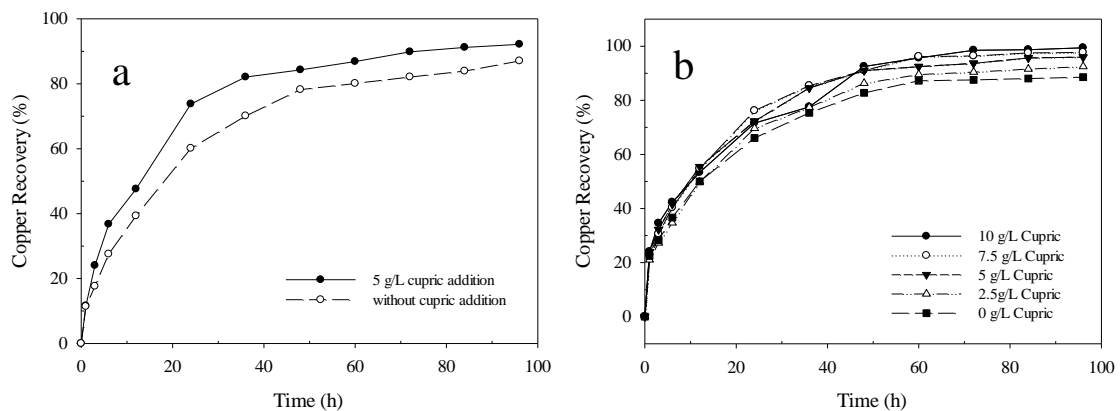 a
Copper Recovery (%)
100
80
60
40
20
0
5 g/L cupric addition
without cupric addition
0 20 40 60 80 100
Time (h)
b
Copper Recovery (%)
100
80
60
40
20
0
10 g/L Cupric
7.5 g/L Cupric
5 g/L Cupric
2.5g/L Cupric
0 g/L Cupric
0 20 40 60 80 100
Time (h)